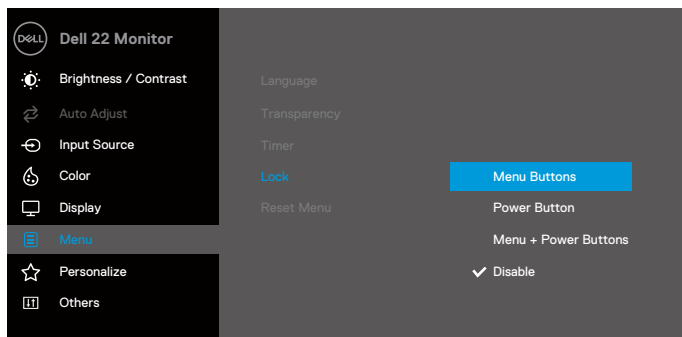 DELL Dell 22 Monitor
Brightness / Contrast
Language
Auto Adjust
Transparency
Input Source
Timer
Color
Lock
Menu Buttons
Display
Reset Menu
Power Button
Menu
Menu + Power Buttons
Personalize
Disable
Others